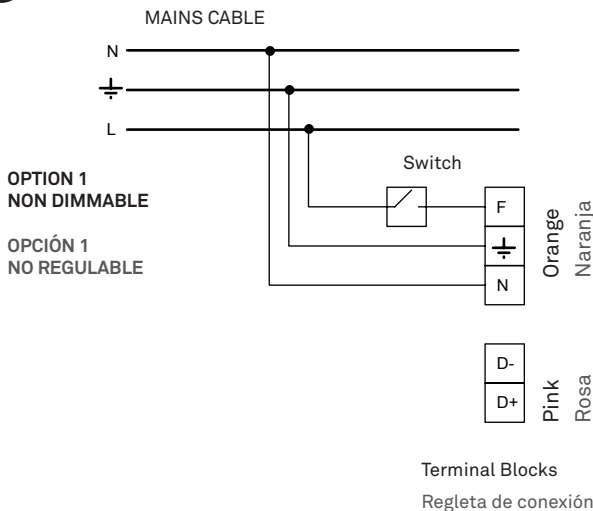 MAINS CABLE
N
L
Switch
OPTION 1
NON DIMMABLE
OPCIÓN 1
NO REGULABLE
F
N
Orange
Naranja
D-
D+
Pink
Rosa
Terminal Blocks
Regleta de conexión